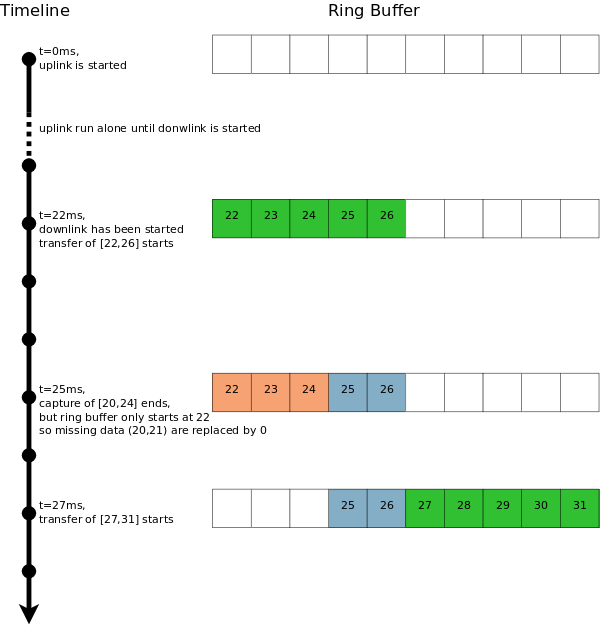 Timeline
Ring Buffer
t=0ms,
uplink is started
uplink run alone until donwlink is started
t=22ms,
downlink has been started
transfer of [22,26] starts
22 23 24 25 26
t=25ms,
capture of [20,24] ends,
but ring buffer only starts at 22
so missing data (20,21) are replaced by 0
22 23 24 25 26
t=27ms,
transfer of [27,31] starts
25 26 27 28 29 30 31